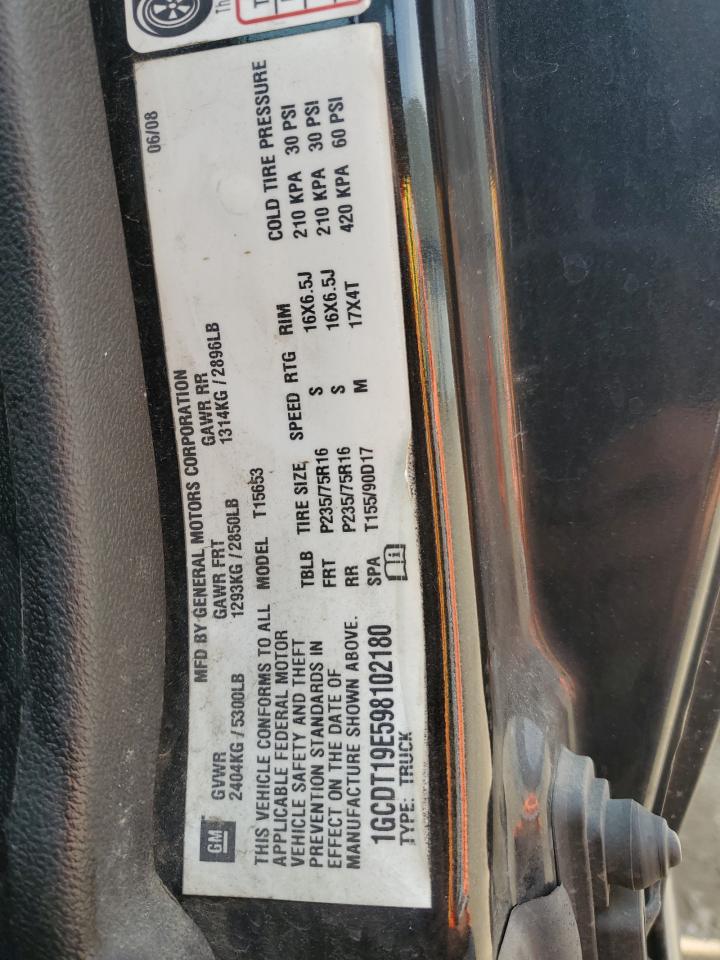 Th
T
06/08
MFD BY GENERAL MOTORS CORPORATION
GVWR GAWR FRT GAWR RR
2404KG / 5300LB 1293KG / 2850LB 1314KG / 2896LB
THIS VEHICLE CONFORMS TO ALL
APPLICABLE FEDERAL MOTOR
VEHICLE SAFETY AND THEFT
PREVENTION STANDARDS IN
EFFECT ON THE DATE OF
MANUFACTURE SHOWN ABOVE.
MODEL T15653
TBLB TIRE SIZE SPEED RTG RIM COLD TIRE PRESSURE
FRT P235/75R16 S 16X6.5J 210 KPA 30 PSI
RR P235/75R16 S 16X6.5J 210 KPA 30 PSI
SPA T155/90D17 M 17X4T 420 KPA 60 PSI
1GCDT19E598102180
TYPE: TRUCK
GM